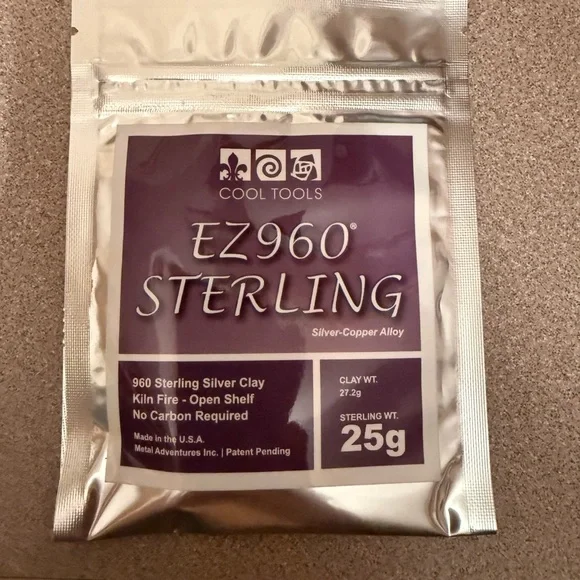 COOL TOOLS
EZ960®
STERLING
Silver-Copper Alloy
960 Sterling Silver Clay
Kiln Fire - Open Shelf
No Carbon Required
Made in the U.S.A.
Metal Adventures Inc. | Patent Pending
CLAY WT.
27.2g
STERLING WT.
25g